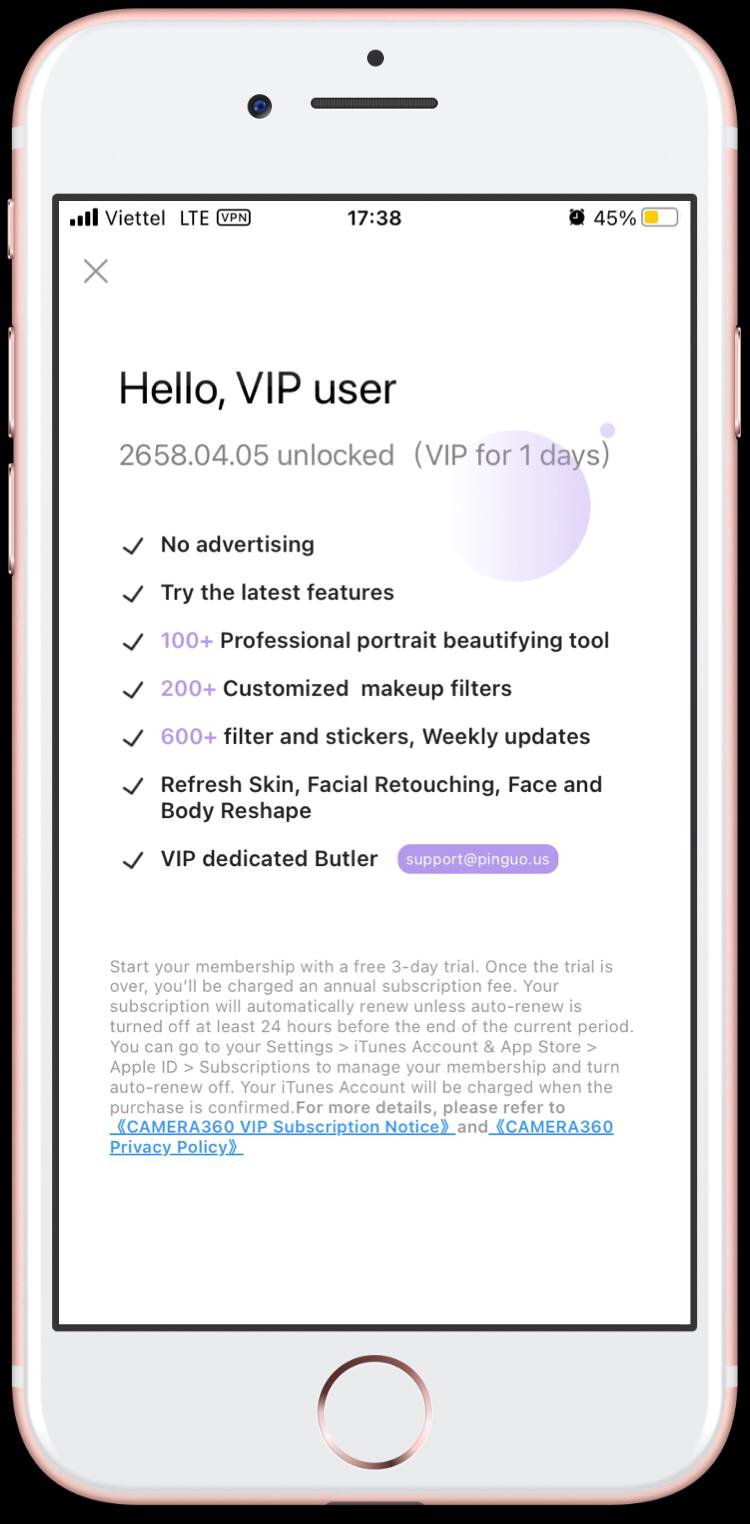 Viettel LTE VPN 17:38 45%
Hello, VIP user
2658.04.05 unlocked（VIP for 1 days）
No advertising
Try the latest features
100+ Professional portrait beautifying tool
200+ Customized  makeup filters
600+ filter and stickers, Weekly updates
Refresh Skin, Facial Retouching, Face and
Body Reshape
VIP dedicated Butler support@pinguo.us
Start your membership with a free 3-day trial. Once the trial is
over, you’ll be charged an annual subscription fee. Your
subscription will automatically renew unless auto-renew is
turned off at least 24 hours before the end of the current period.
You can go to your Settings > iTunes Account & App Store >
Apple ID > Subscriptions to manage your membership and turn
auto-renew off. Your iTunes Account will be charged when the
purchase is confirmed.For more details, please refer to
《CAMERA360 VIP Subscription Notice》and《CAMERA360
Privacy Policy》